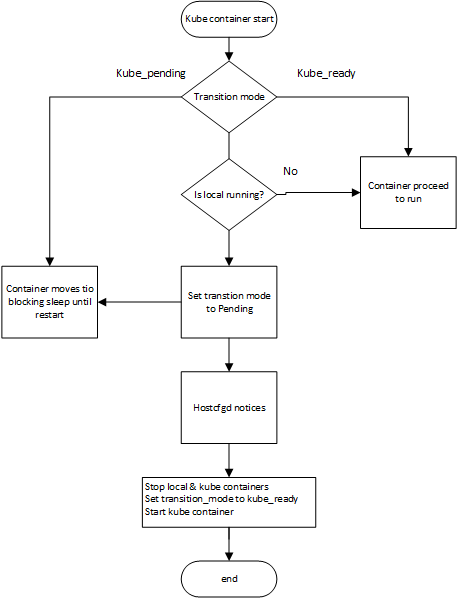 Kube container start
Kube_pending
Kube_ready
Transition mode
No
Is local running?
Container proceed
to run
Container moves tio
blocking sleep until
restart
Set transtion mode
to Pending
Hostcfgd notices
Stop local & kube containers
Set transition_mode to kube_ready
Start kube container
end